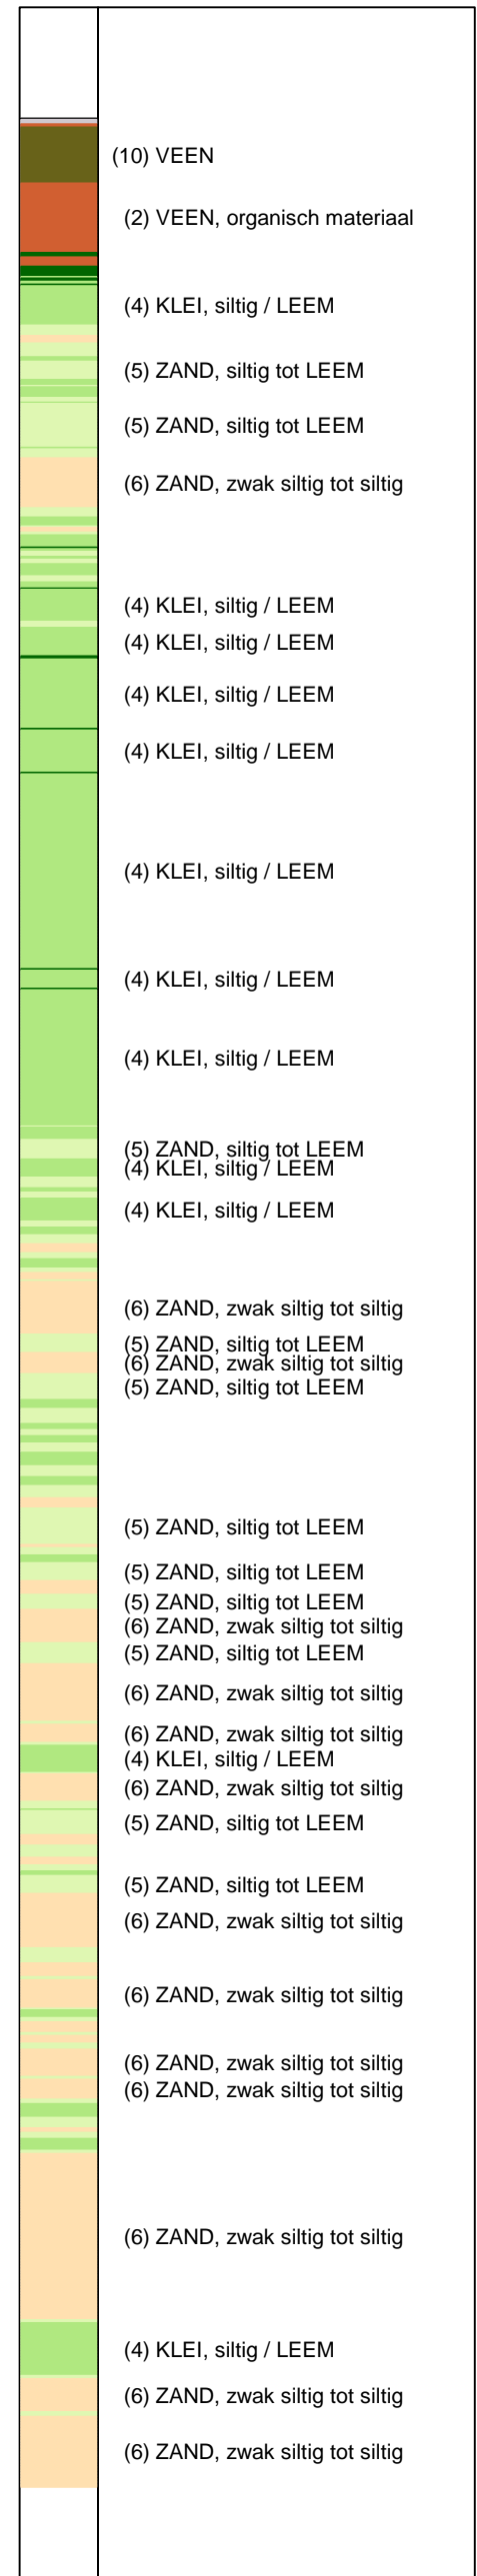 (10) VEEN
(2) VEEN, organisch materiaal
(4) KLEI, siltig / LEEM
(5) ZAND, siltig tot LEEM
(5) ZAND, siltig tot LEEM
(6) ZAND, zwak siltig tot siltig
(4) KLEI, siltig / LEEM
(4) KLEI, siltig / LEEM
(4) KLEI, siltig / LEEM
(4) KLEI, siltig / LEEM
(4) KLEI, siltig / LEEM
(4) KLEI, siltig / LEEM
(4) KLEI, siltig / LEEM
(5) ZAND, siltig tot LEEM
(4) KLEI, siltig / LEEM
(4) KLEI, siltig / LEEM
(6) ZAND, zwak siltig tot siltig
(5) ZAND, siltig tot LEEM
(6) ZAND, zwak siltig tot siltig
(5) ZAND, siltig tot LEEM
(5) ZAND, siltig tot LEEM
(5) ZAND, siltig tot LEEM
(5) ZAND, siltig tot LEEM
(6) ZAND, zwak siltig tot siltig
(5) ZAND, siltig tot LEEM
(6) ZAND, zwak siltig tot siltig
(6) ZAND, zwak siltig tot siltig
(4) KLEI, siltig / LEEM
(6) ZAND, zwak siltig tot siltig
(5) ZAND, siltig tot LEEM
(5) ZAND, siltig tot LEEM
(6) ZAND, zwak siltig tot siltig
(6) ZAND, zwak siltig tot siltig
(6) ZAND, zwak siltig tot siltig
(6) ZAND, zwak siltig tot siltig
(6) ZAND, zwak siltig tot siltig
(4) KLEI, siltig / LEEM
(6) ZAND, zwak siltig tot siltig
(6) ZAND, zwak siltig tot siltig